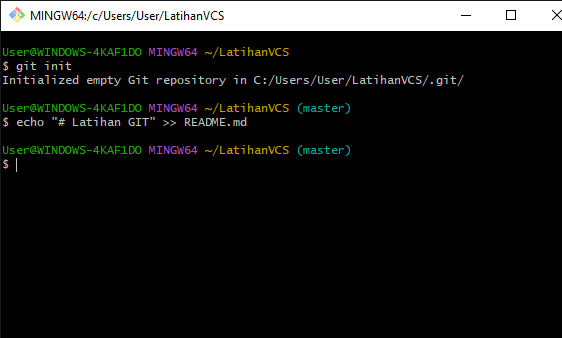 MINGW64:/c/Users/User/LatihanVCS
User@WINDOWS-4KAF1DO MINGW64 ~/LatihanVCS
$ git init
Initialized empty Git repository in C:/Users/User/LatihanVCS/.git/
User@WINDOWS-4KAF1DO MINGW64 ~/LatihanVCS (master)
$ echo "# Latihan GIT" >> README.md
User@WINDOWS-4KAF1DO MINGW64 ~/LatihanVCS (master)
$